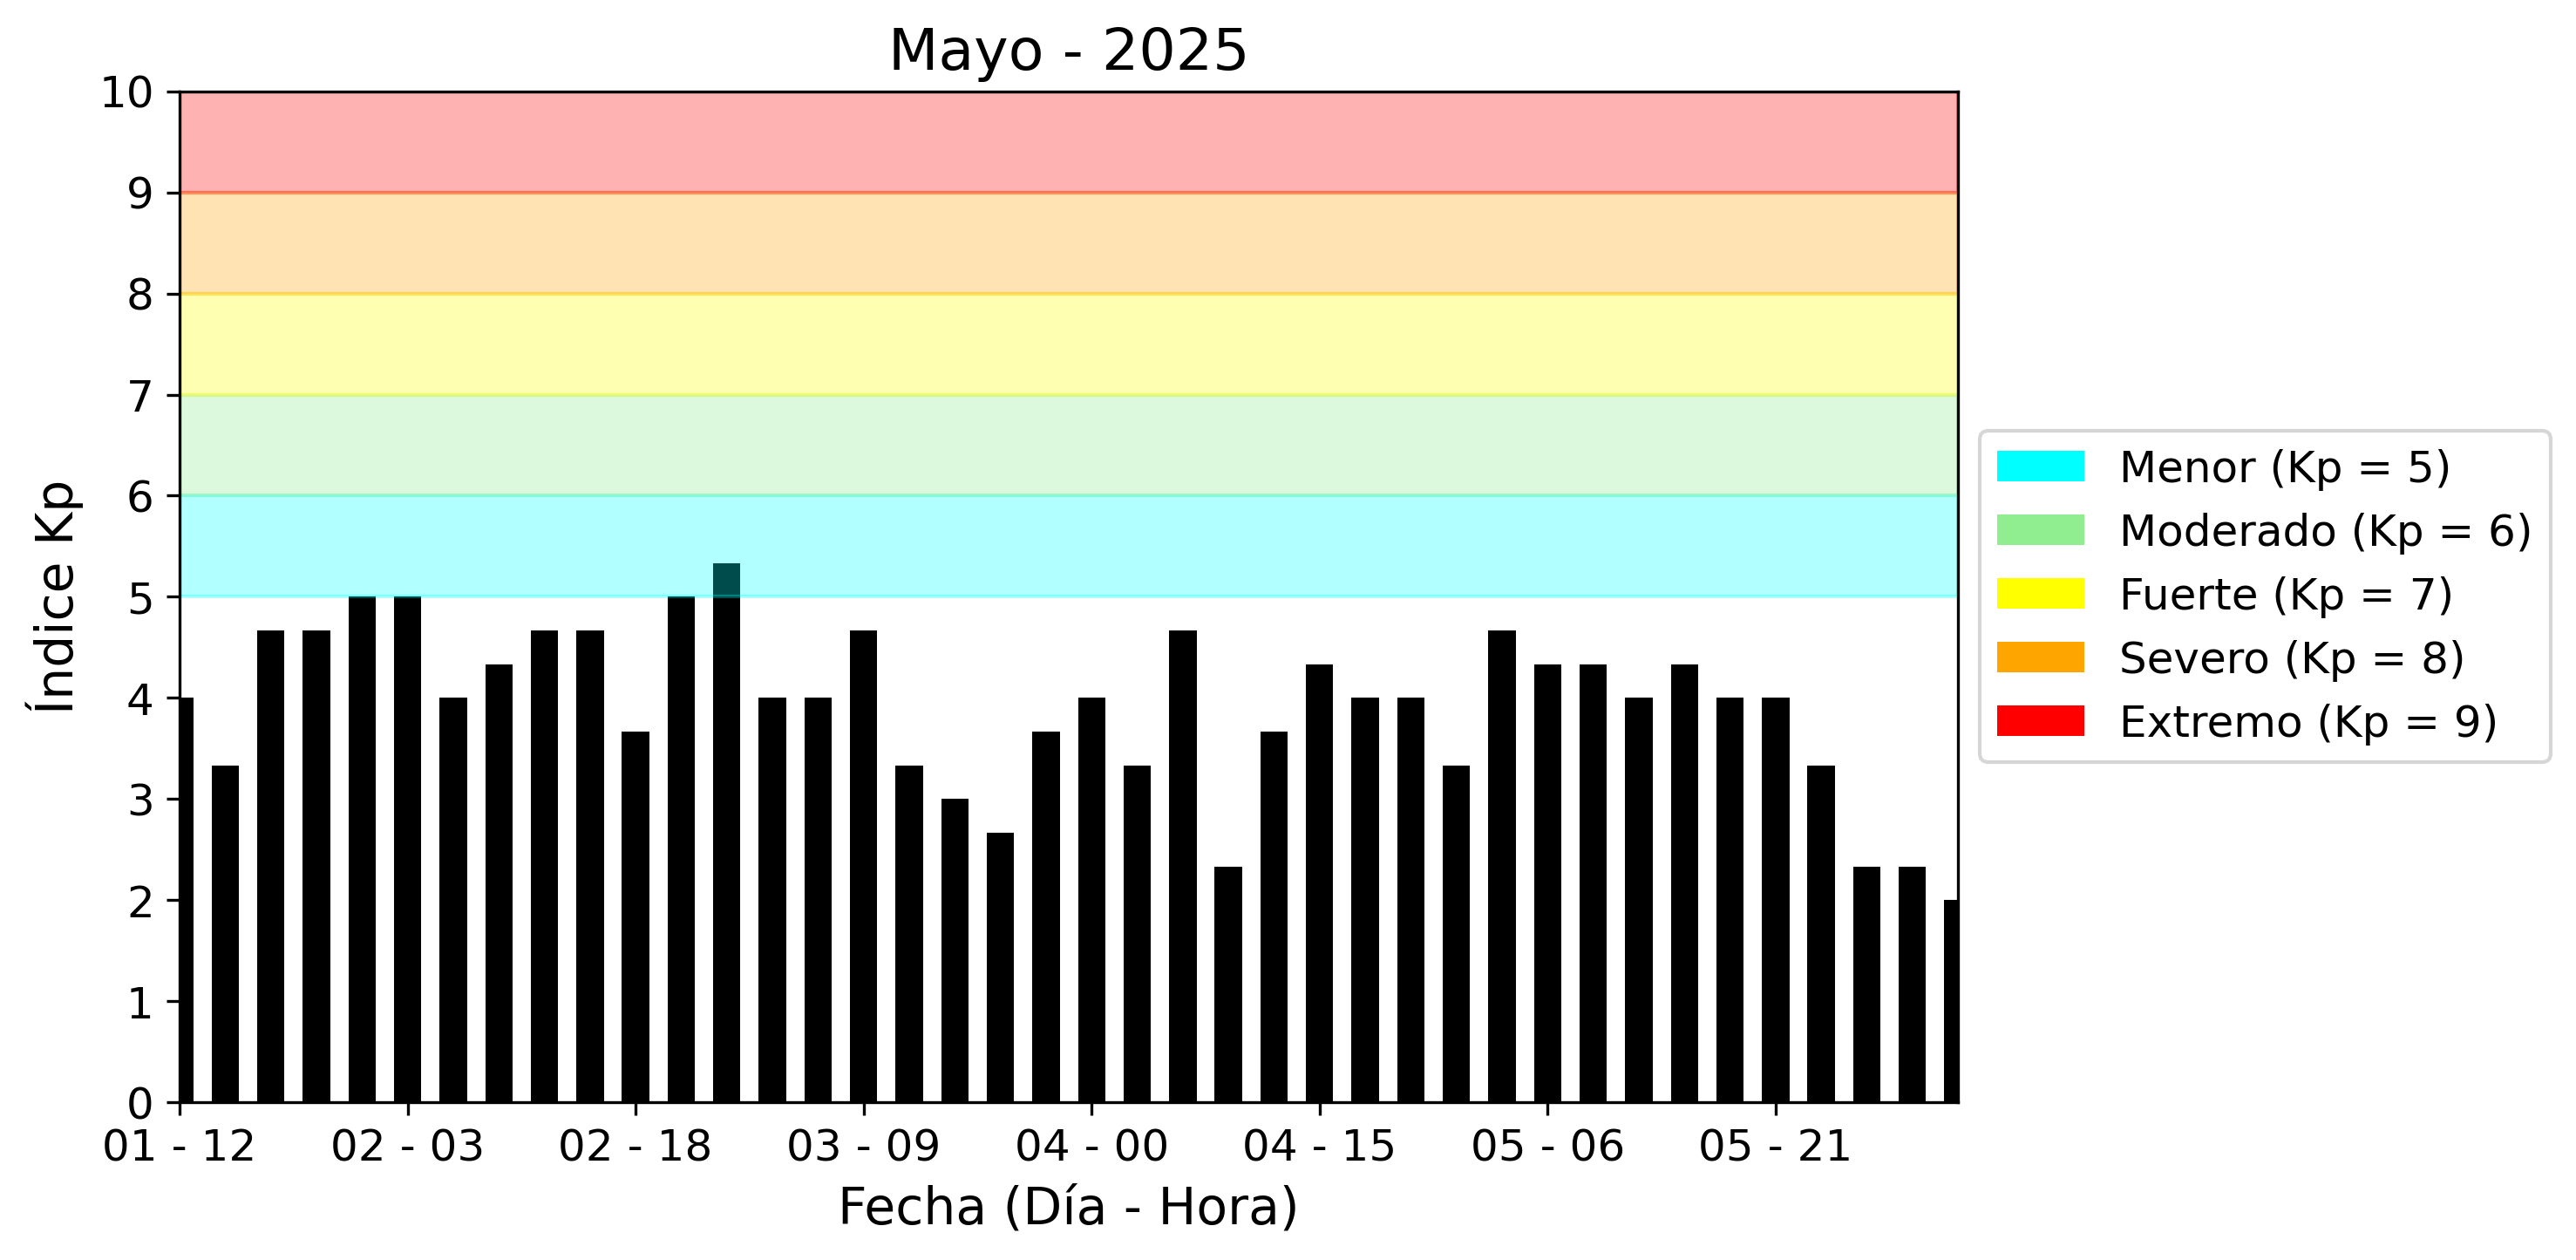 Mayo - 2025
10
9
8
7
6
5
4
3
2
1
0
Índice Kp
01 - 12
02 - 03
02 - 18
03 - 09
04 - 00
04 - 15
05 - 06
05 - 21
Fecha (Día - Hora)
Menor (Kp = 5)
Moderado (Kp = 6)
Fuerte (Kp = 7)
Severo (Kp = 8)
Extremo (Kp = 9)